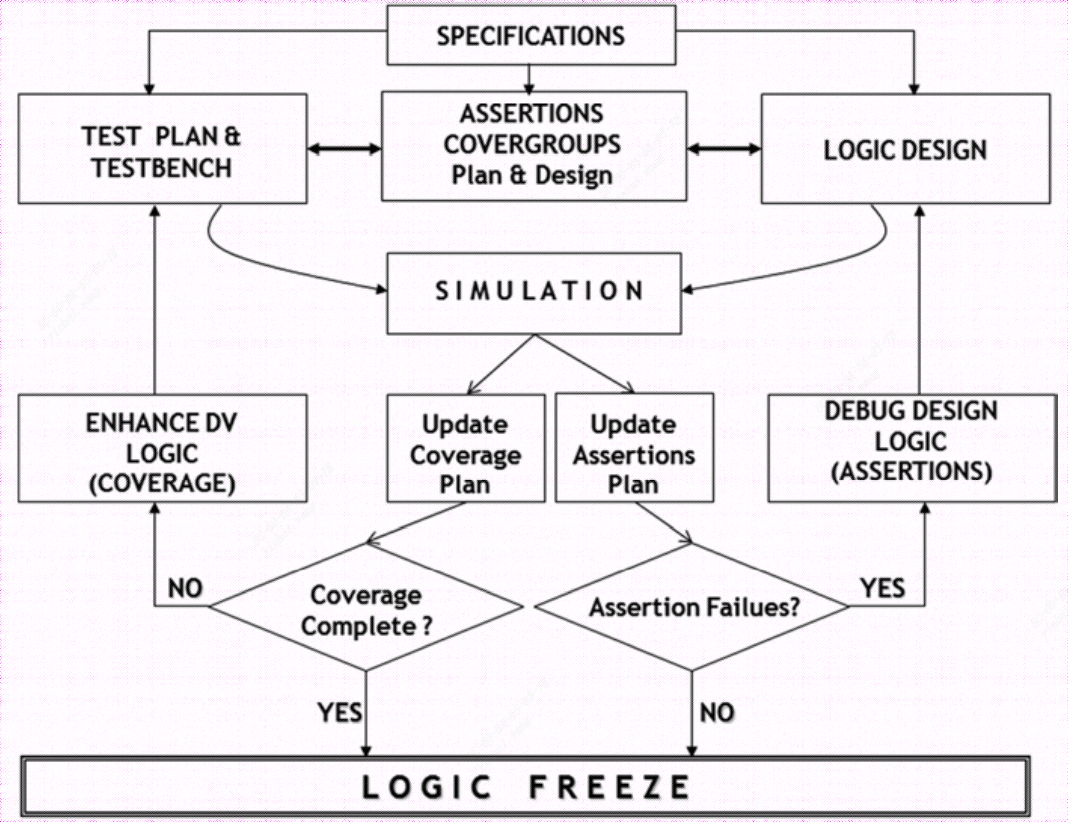 SPECIFICATIONS
TEST PLAN &
TESTBENCH
ASSERTIONS
COVERGROUPS
Plan & Design
LOGIC DESIGN
SIMULATION
ENHANCE DV
LOGIC
(COVERAGE)
Update
Coverage
Plan
Update
Assertions
Plan
DEBUG DESIGN
LOGIC
(ASSERTIONS)
NO
Coverage
Complete ?
Assertion Failues?
YES
YES
NO
LOGIC FREEZE